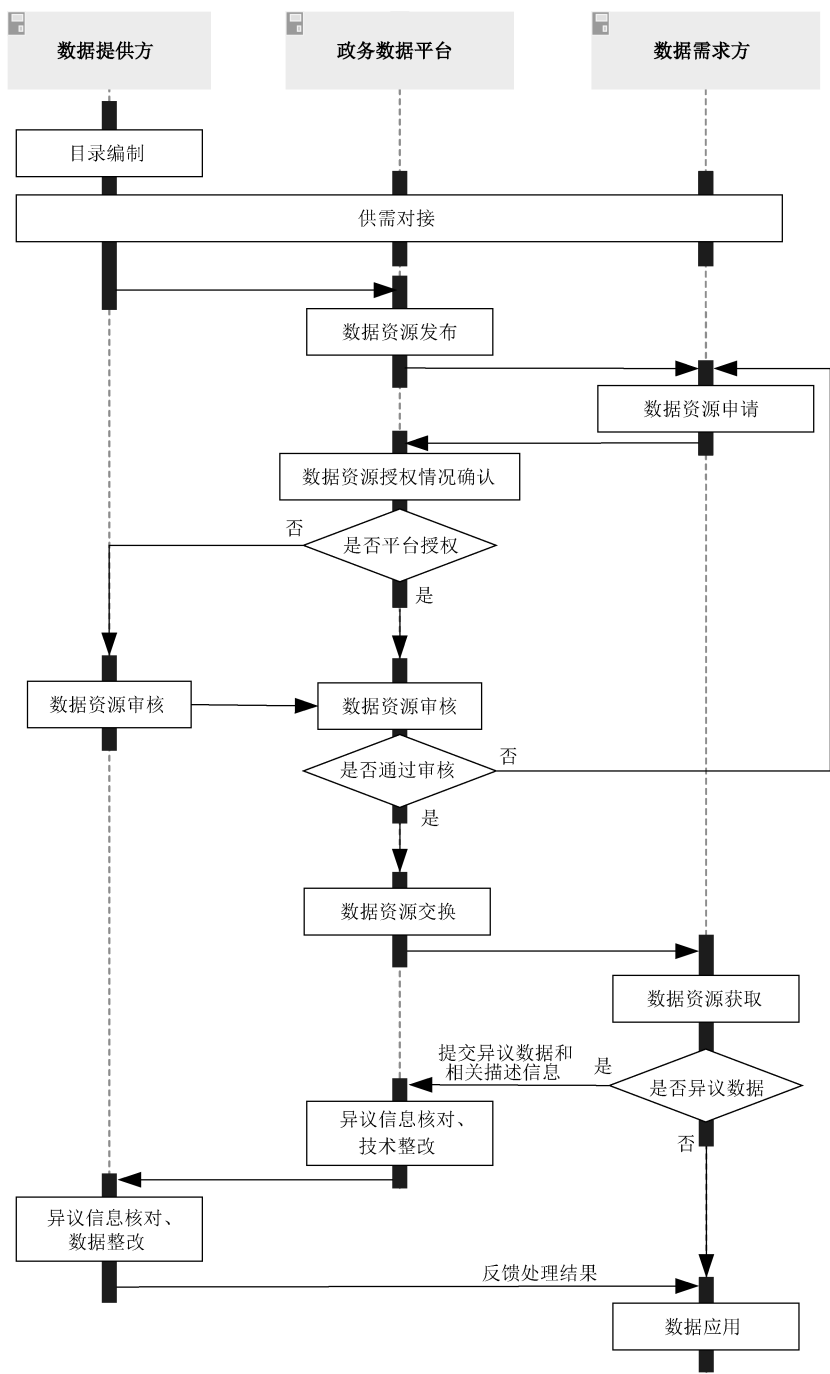 数据提供方
政务数据平台
数据需求方
目录编制
供需对接
数据资源发布
数据资源申请
数据资源授权情况确认
否
是否平台授权
是
数据资源审核
数据资源审核
否
是否通过审核
是
数据资源交换
数据资源获取
提交异议数据和
相关描述信息
是
是否异议数据
异议信息核对、
技术整改
否
异议信息核对、
数据整改
反馈处理结果
数据应用